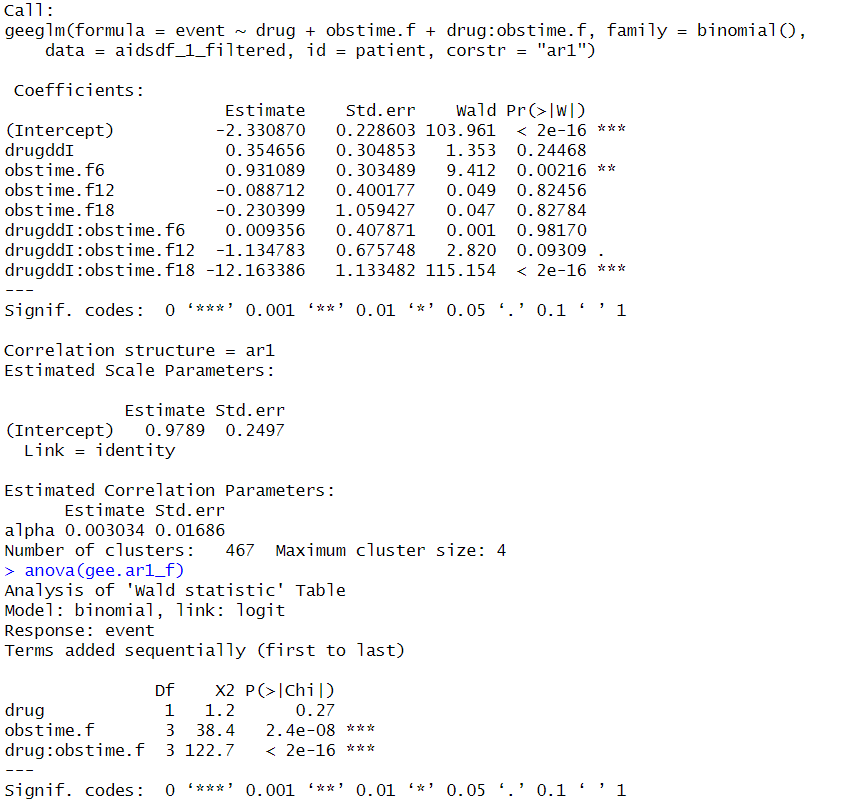 Call:
geeglm(formula = event ~ drug + obstime.f + drug:obstime.f, family = binomial(),
    data = aidsdf_1_filtered, id = patient, corstr = "ar1")

 Coefficients:
                      Estimate    Std.err    Wald Pr(>|W|)
(Intercept)          -2.330870   0.228603 103.961  < 2e-16 ***
drugddI               0.354656   0.304853   1.353  0.24468
obstime.f6            0.931089   0.303489   9.412  0.00216 **
obstime.f12          -0.088712   0.400177   0.049  0.82456
obstime.f18          -0.230399   1.059427   0.047  0.82784
drugddI:obstime.f6    0.009356   0.407871   0.001  0.98170
drugddI:obstime.f12  -1.134783   0.675748   2.820  0.09309 .
drugddI:obstime.f18 -12.163386   1.133482 115.154  < 2e-16 ***
---
Signif. codes:  0 ‘***’ 0.001 ‘**’ 0.01 ‘*’ 0.05 ‘.’ 0.1 ‘ ’ 1

Correlation structure = ar1
Estimated Scale Parameters:

            Estimate Std.err
(Intercept)   0.9789  0.2497
  Link = identity

Estimated Correlation Parameters:
      Estimate Std.err
alpha 0.003034 0.01686
Number of clusters:   467  Maximum cluster size: 4
> anova(gee.ar1_f)
Analysis of 'Wald statistic' Table
Model: binomial, link: logit
Response: event
Terms added sequentially (first to last)

               Df    X2 P(>|Chi|)
drug            1   1.2      0.27
obstime.f       3  38.4   2.4e-08 ***
drug:obstime.f  3 122.7   < 2e-16 ***
---
Signif. codes:  0 ‘***’ 0.001 ‘**’ 0.01 ‘*’ 0.05 ‘.’ 0.1 ‘ ’ 1